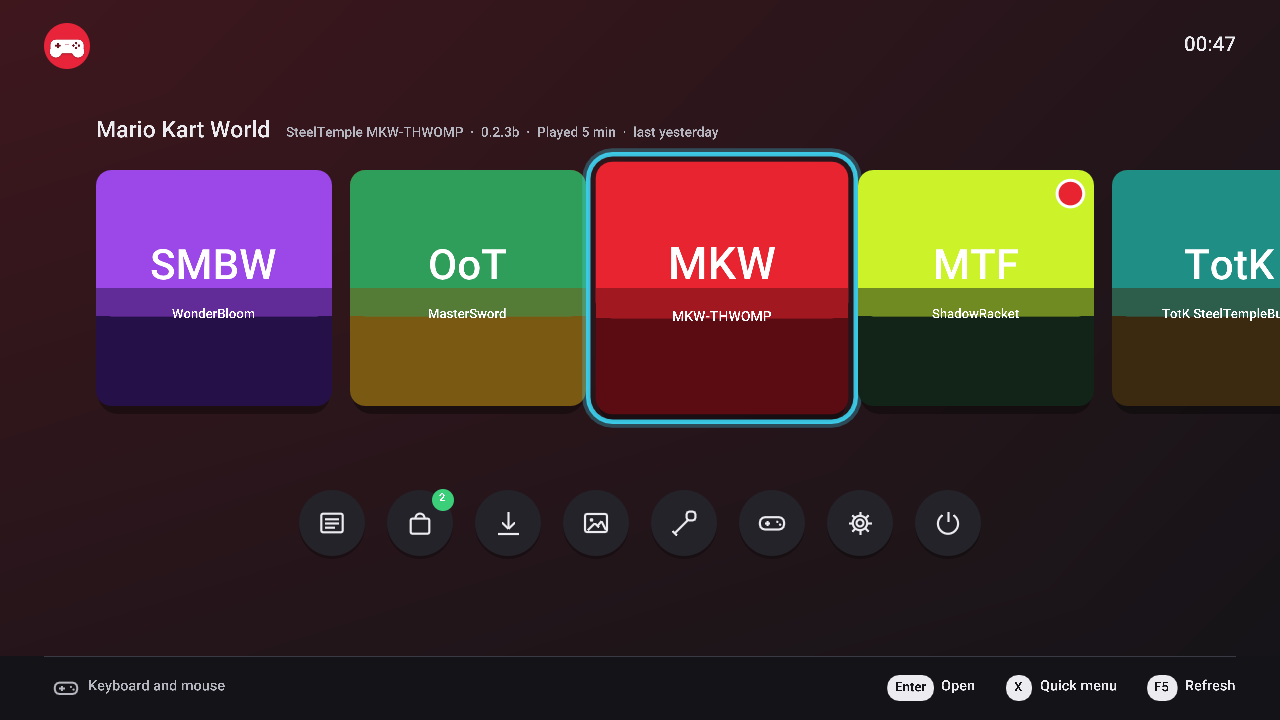 00:47
Mario Kart World SteelTemple MKW-THWOMP · 0.2.3b · Played 5 min · last yesterday
SMBW
WonderBloom
OoT
MasterSword
MKW
MKW-THWOMP
MTF
ShadowRacket
TotK
TotK SteelTempleBu
2
Keyboard and mouse
Enter Open
X Quick menu
F5 Refresh